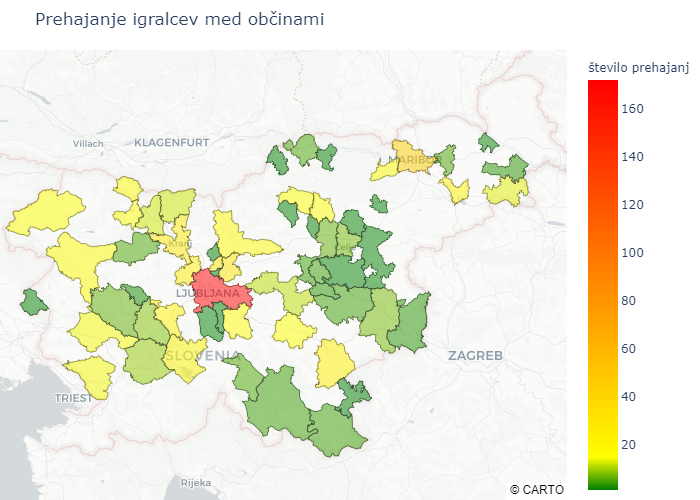 Prehajanje igralcev med občinami
število prehajanj
160
140
120
100
80
60
40
20
Villach
KLAGENFURT
MARIBOR
Kranj
Celje
LJUBLJANA
SLOVENIA
ZAGREB
TRIEST
Rijeka
© CARTO